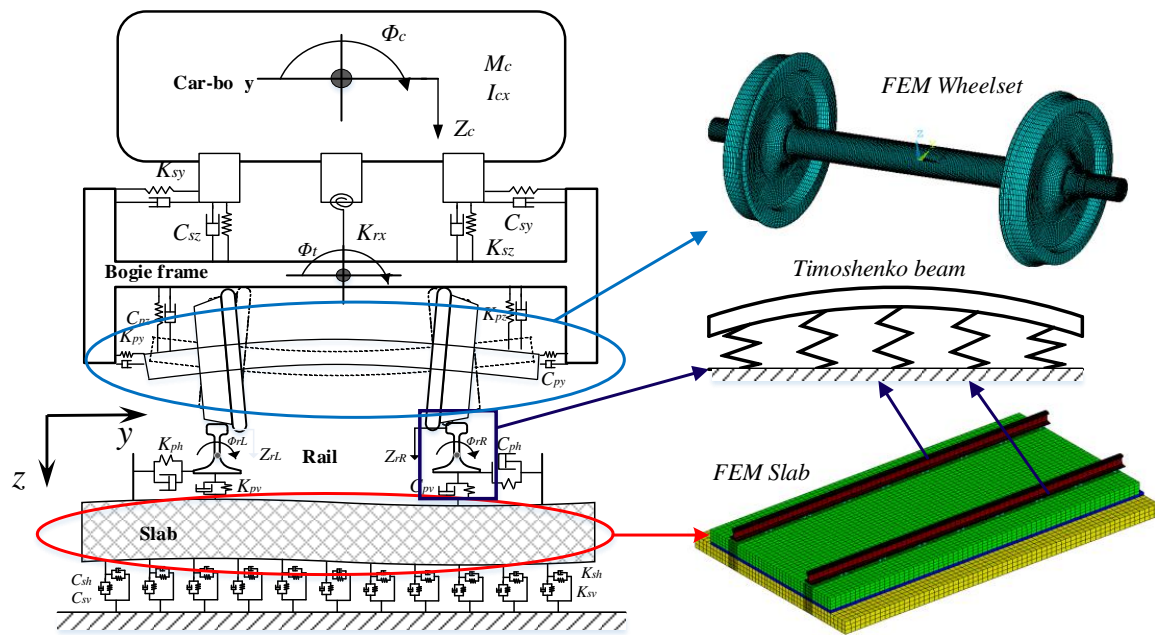 Φc
Car-bo y
Mc
Icx
Zc
FEM Wheelset
Ksy
Csz
Csy
Krx
Ksz
Φt
Bogie frame
Timoshenko beam
Cpz
Kpz
Kpy
Cpy
y
z
Kph
ΦrL
ZrL
Rail
ZrR
ΦrR
Cph
Kpv
Cpv
FEM Slab
Slab
Csh
Csv
Ksh
Ksv